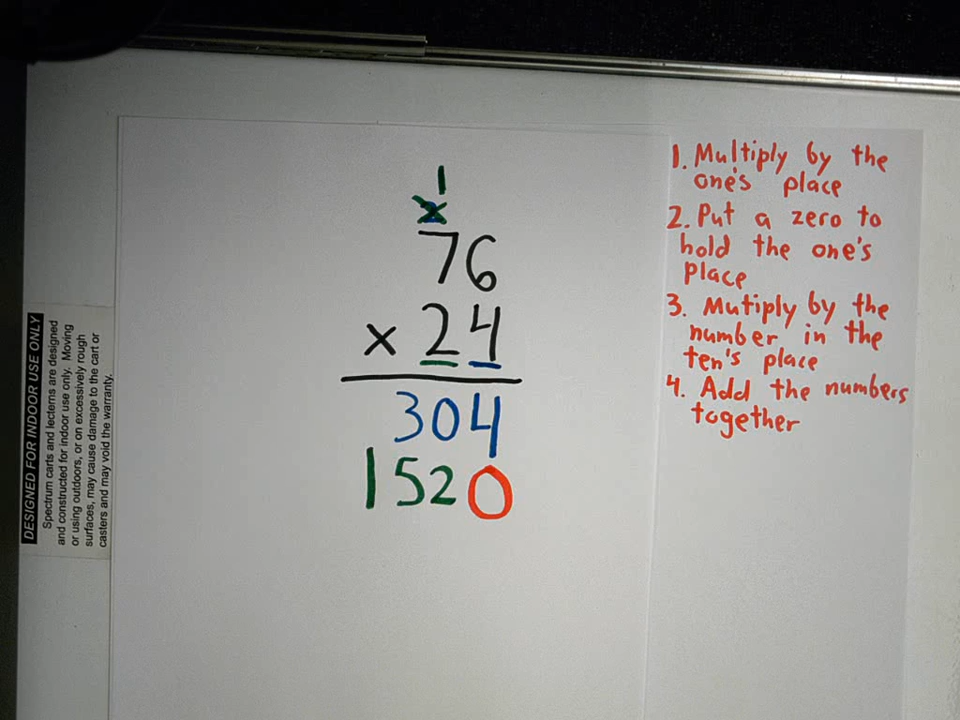 DESIGNED FOR INDOOR USE ONLY
Spectrum carts and lecterns are designed
and constructed for indoor use only. Moving
or using outdoors, or on excessively rough
surfaces, may cause damage to the cart or
casters and may void the warranty.
1
2
76
x 24
304
1520
1. Multiply by the
one's place
2. Put a zero to
hold the one's
place
3. Mutiply by the
number in the
ten's place
4. Add the numbers
together